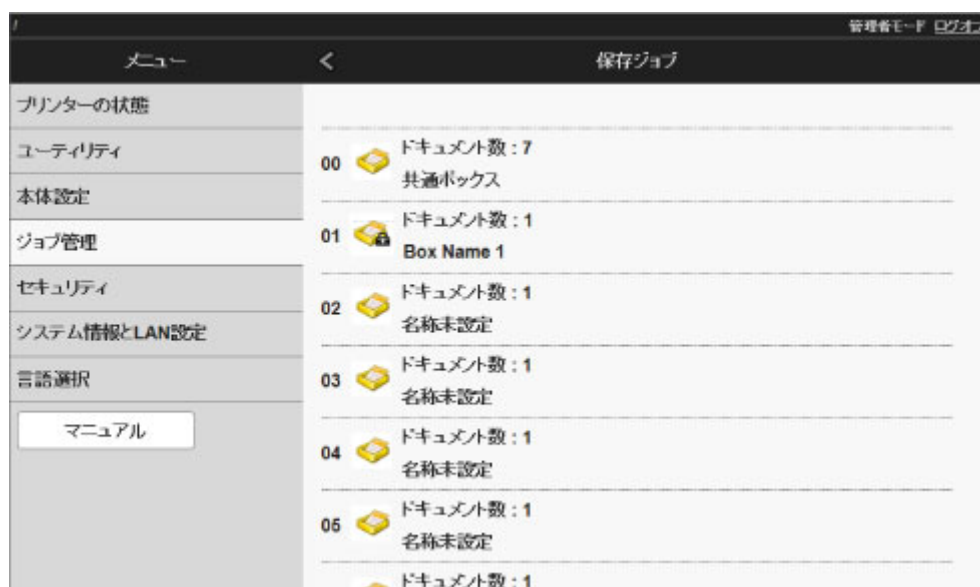 /
管理者モード ログオフ
メニュー
<
保存ジョブ
プリンターの状態
ユーティリティ
本体設定
ジョブ管理
セキュリティ
システム情報とLAN設定
言語選択
マニュアル
00
ドキュメント数 : 7
共通ボックス
01
ドキュメント数 : 1
Box Name 1
02
ドキュメント数 : 1
名称未設定
03
ドキュメント数 : 1
名称未設定
04
ドキュメント数 : 1
名称未設定
05
ドキュメント数 : 1
名称未設定
ドキュメント数 : 1